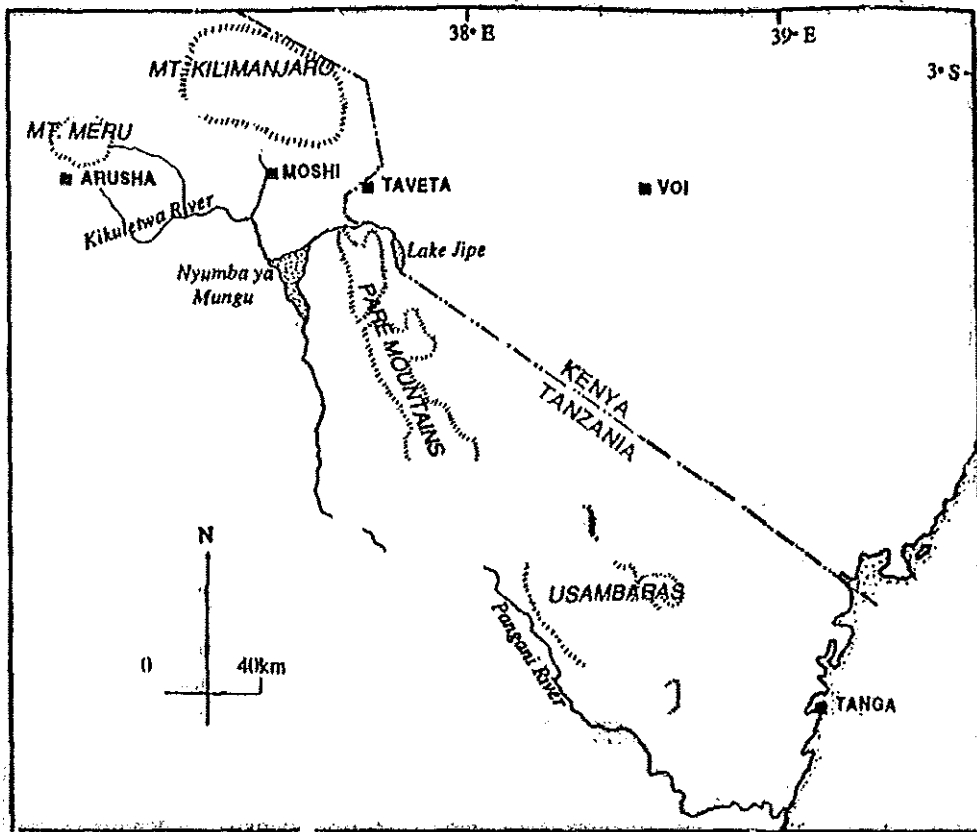 38° E
39° E
3° S
MT. KILIMANJARO
MT. MERU
ARUSHA
MOSHI
TAVETA
VOI
Kikuletwa River
Lake Jipe
Nyumba ya
Mungu
PARE MOUNTAINS
KENYA
TANZANIA
N
0 40km
USAMBARAS
Pangani River
TANGA